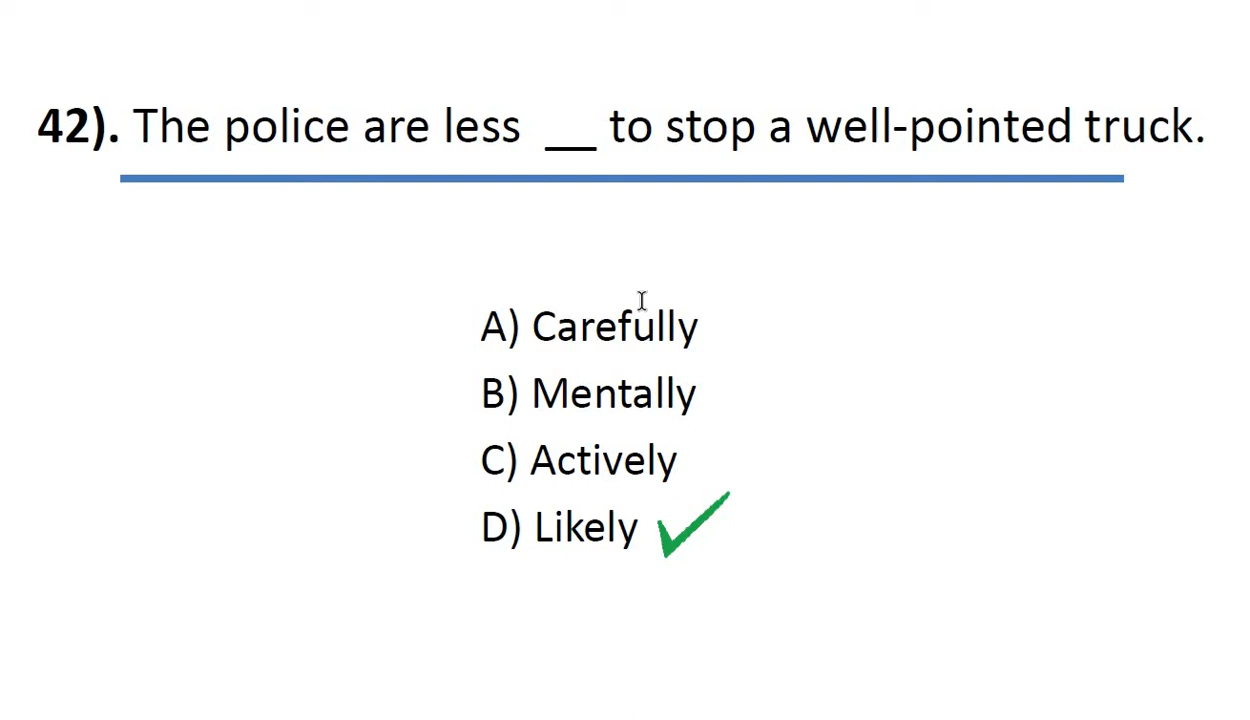 42). The police are less __ to stop a well-pointed truck.
A) Carefully
B) Mentally
C) Actively
D) Likely